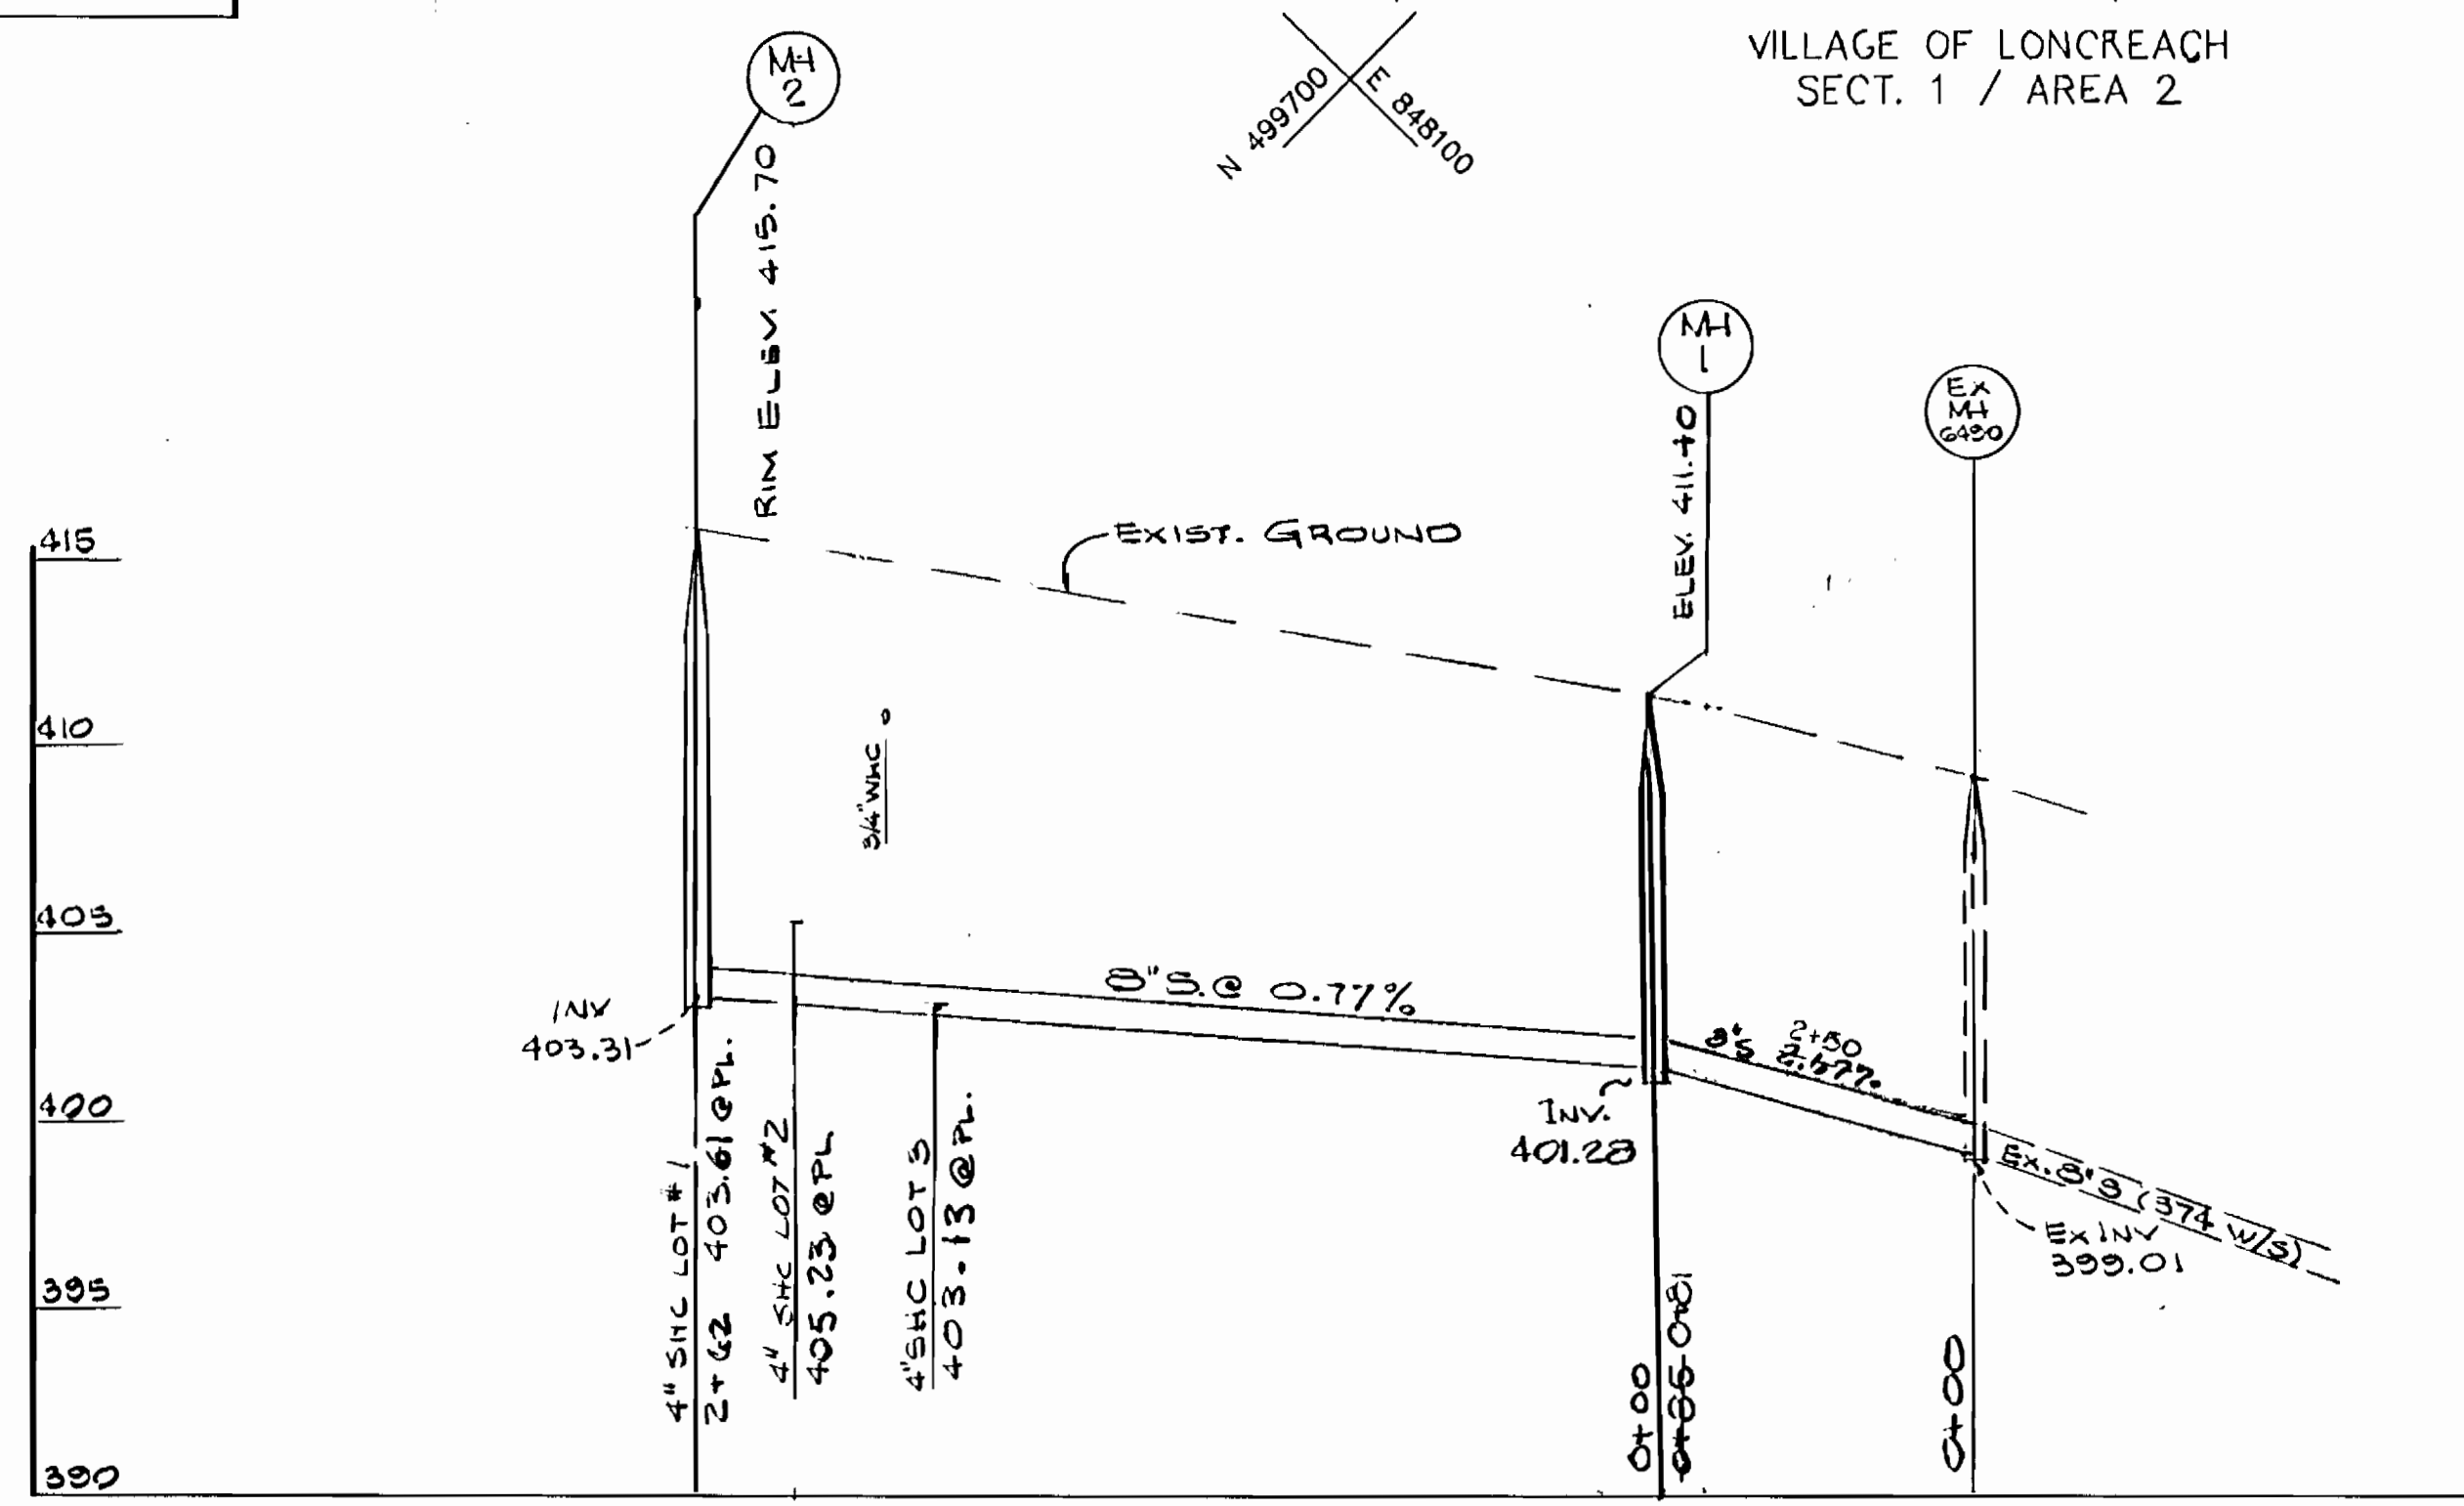 VILLAGE OF LONCREACH
SECT. 1 / AREA 2
N 499700
E 848100
MH
2
RIM ELEV. 415.70
MH
1
ELEV. 411.40
EX
MH
6490
EXIST. GROUND
415
410
405
400
395
390
3/4" WHC
8" S. @ 0.77%
INV
403.31
8" S
2+50
INV.
401.28
EX. 8" S (374 W/S)
EX INV
399.01
4" SHC LOT # 1
2+62 403.61 @ PL.
4" SHC LOT #2
405.23 @ PL
4" SHC LOT 3
403.13 @ PL.
0+00
0+00